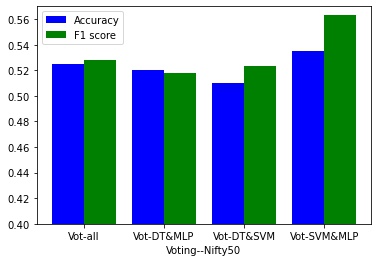 Accuracy
F1 score
0.56
0.54
0.52
0.50
0.48
0.46
0.44
0.42
0.40
Vot-all Vot-DT&MLP Vot-DT&SVM Vot-SVM&MLP
Voting--Nifty50